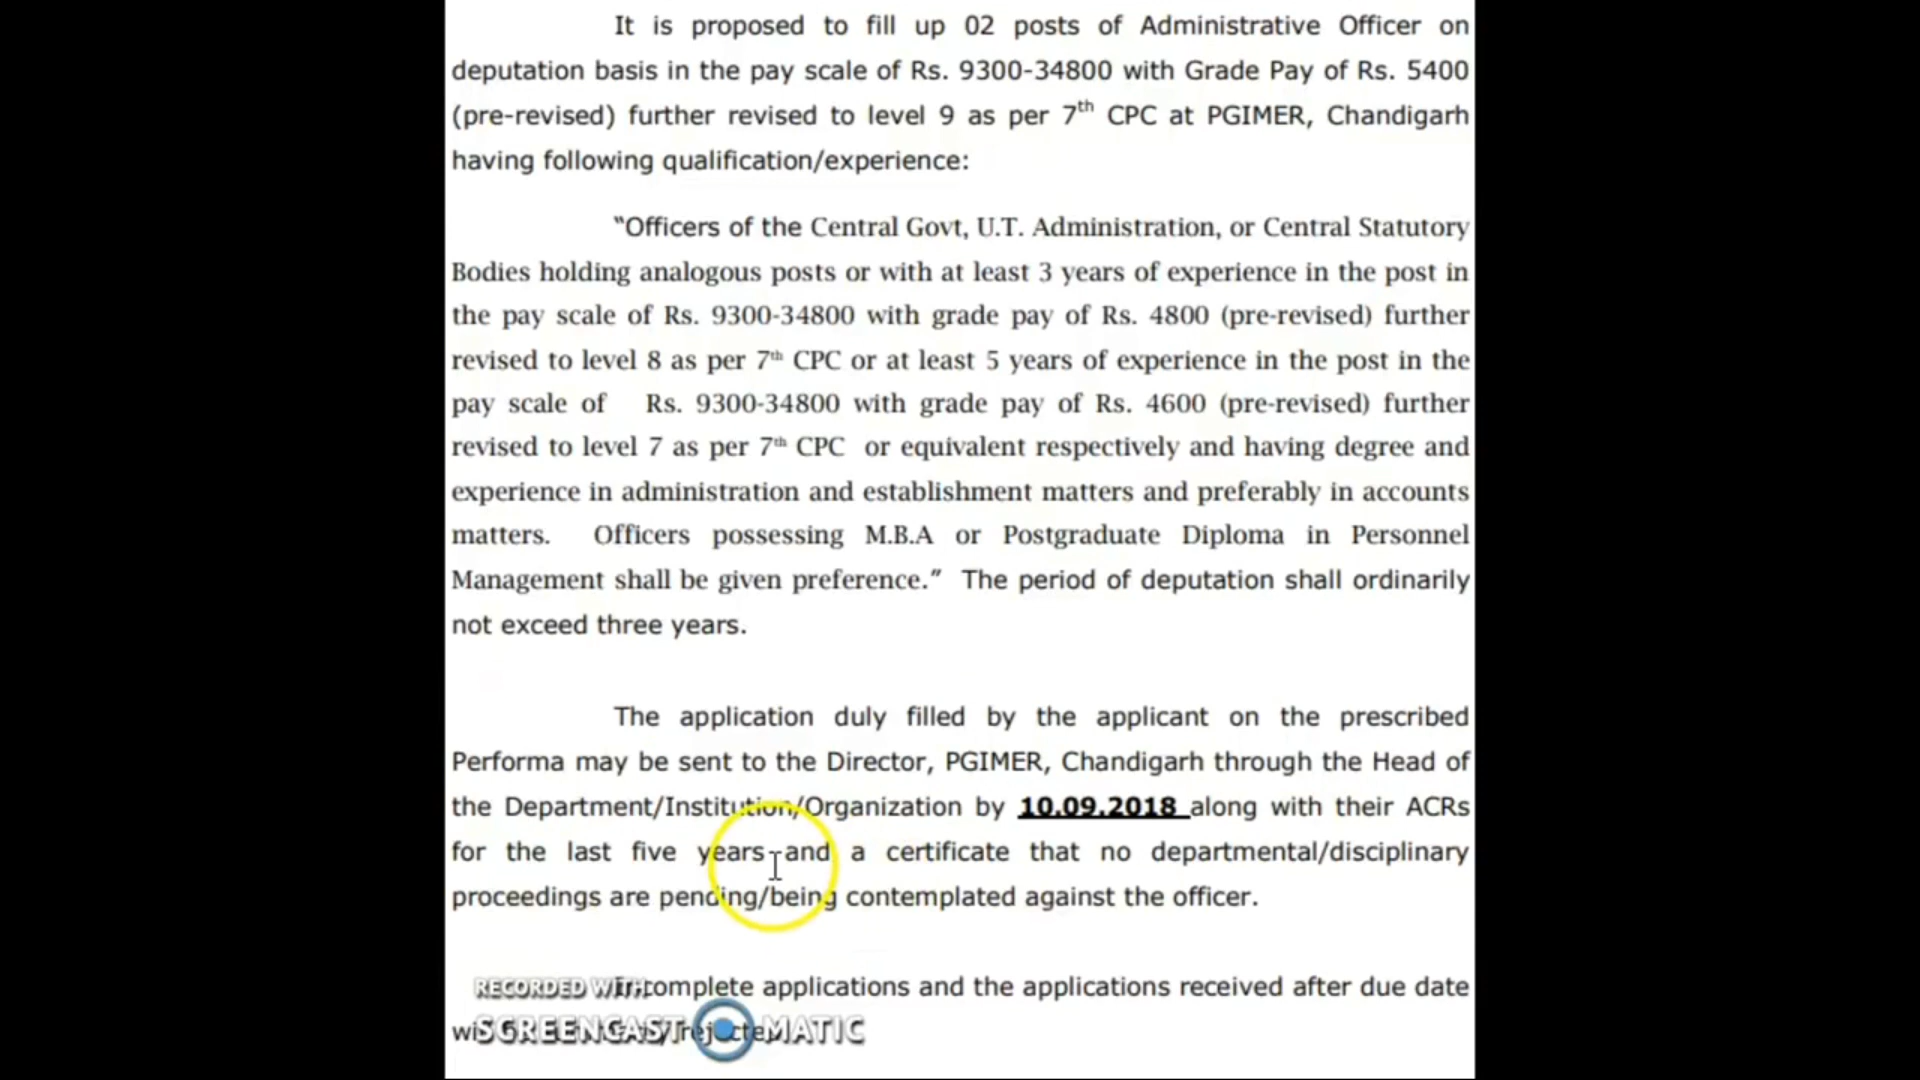 It is proposed to fill up 02 posts of Administrative Officer on
deputation basis in the pay scale of Rs. 9300-34800 with Grade Pay of Rs. 5400
(pre-revised) further revised to level 9 as per 7th CPC at PGIMER, Chandigarh
having following qualification/experience:
“Officers of the Central Govt, U.T. Administration, or Central Statutory
Bodies holding analogous posts or with at least 3 years of experience in the post in
the pay scale of Rs. 9300-34800 with grade pay of Rs. 4800 (pre-revised) further
revised to level 8 as per 7th CPC or at least 5 years of experience in the post in the
pay scale of Rs. 9300-34800 with grade pay of Rs. 4600 (pre-revised) further
revised to level 7 as per 7th CPC or equivalent respectively and having degree and
experience in administration and establishment matters and preferably in accounts
matters. Officers possessing M.B.A or Postgraduate Diploma in Personnel
Management shall be given preference.” The period of deputation shall ordinarily
not exceed three years.
The application duly filled by the applicant on the prescribed
Performa may be sent to the Director, PGIMER, Chandigarh through the Head of
the Department/Institution/Organization by 10.09.2018 along with their ACRs
for the last five years and a certificate that no departmental/disciplinary
proceedings are pending/being contemplated against the officer.
Incomplete applications and the applications received after due date
RECORDED WITH
SCREENCAST MATIC